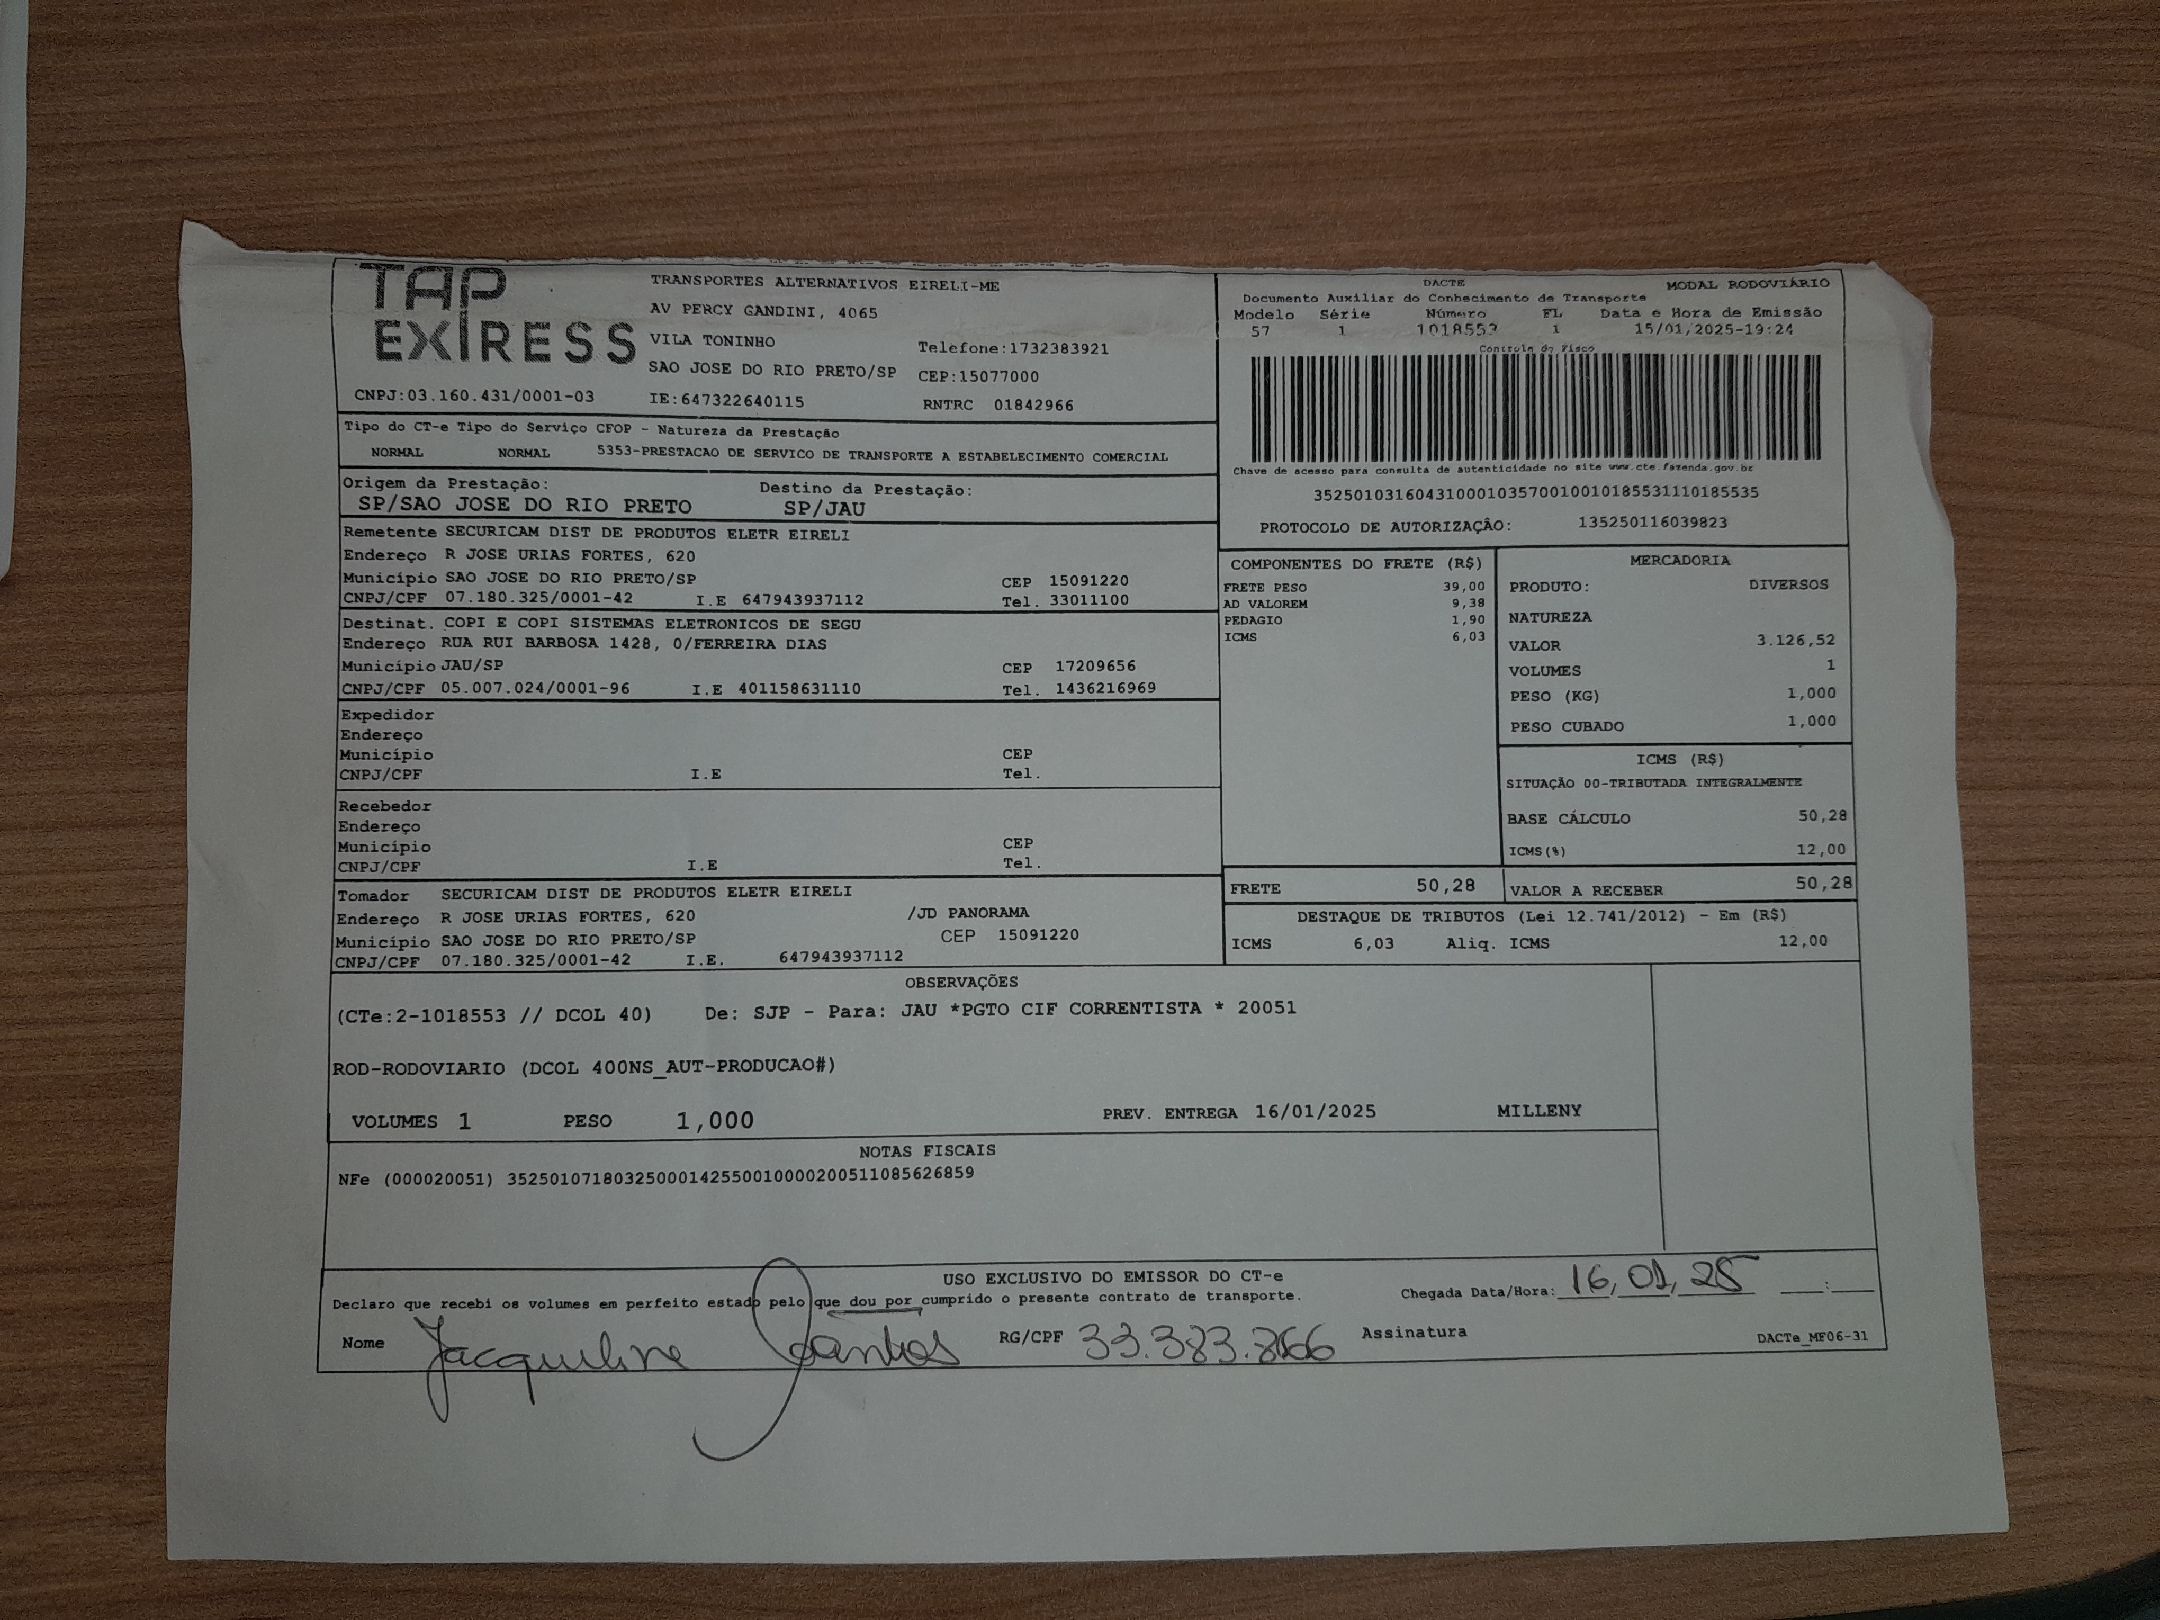 TAP EXPRESS
TRANSPORTES ALTERNATIVOS EIRELI-ME
AV PERCY GANDINI, 4065
VILA TONINHO Telefone:1732383921
SAO JOSE DO RIO PRETO/SP CEP:15077000
CNPJ:03.160.431/0001-03 IE:647322640115 RNTRC 01842966
DACTE MODAL RODOVIÁRIO
Documento Auxiliar do Conhecimento de Transporte
Modelo Série Número FL Data e Hora de Emissão
57 1 1018553 1 15/01/2025-19:24
Controle do Fisco
Chave de acesso para consulta de autenticidade no site www.cte.fazenda.gov.br
35250103160431000103570010010185531110185535
PROTOCOLO DE AUTORIZAÇÃO: 135250116039823
Tipo do CT-e Tipo do Serviço CFOP - Natureza da Prestação
NORMAL NORMAL 5353-PRESTACAO DE SERVICO DE TRANSPORTE A ESTABELECIMENTO COMERCIAL
Origem da Prestação: Destino da Prestação:
SP/SAO JOSE DO RIO PRETO SP/JAU
Remetente SECURICAM DIST DE PRODUTOS ELETR EIRELI
Endereço R JOSE URIAS FORTES, 620
Município SAO JOSE DO RIO PRETO/SP CEP 15091220
CNPJ/CPF 07.180.325/0001-42 I.E 647943937112 Tel. 33011100
Destinat. COPI E COPI SISTEMAS ELETRONICOS DE SEGU
Endereço RUA RUI BARBOSA 1428, 0/FERREIRA DIAS
Município JAU/SP CEP 17209656
CNPJ/CPF 05.007.024/0001-96 I.E 401158631110 Tel. 1436216969
Expedidor
Endereço
Município CEP
CNPJ/CPF I.E Tel.
Recebedor
Endereço
Município CEP
CNPJ/CPF I.E Tel.
Tomador SECURICAM DIST DE PRODUTOS ELETR EIRELI
Endereço R JOSE URIAS FORTES, 620 /JD PANORAMA
Município SAO JOSE DO RIO PRETO/SP CEP 15091220
CNPJ/CPF 07.180.325/0001-42 I.E. 647943937112
COMPONENTES DO FRETE (R$)
FRETE PESO 39,00
AD VALOREM 9,38
PEDAGIO 1,90
ICMS 6,03
MERCADORIA
PRODUTO: DIVERSOS
NATUREZA
VALOR 3.126,52
VOLUMES 1
PESO (KG) 1,000
PESO CUBADO 1,000
ICMS (R$)
SITUAÇÃO 00-TRIBUTADA INTEGRALMENTE
BASE CÁLCULO 50,28
ICMS(%) 12,00
FRETE 50,28 VALOR A RECEBER 50,28
DESTAQUE DE TRIBUTOS (Lei 12.741/2012) - Em (R$)
ICMS 6,03 Aliq. ICMS 12,00
OBSERVAÇÕES
(CTe:2-1018553 // DCOL 40) De: SJP - Para: JAU *PGTO CIF CORRENTISTA * 20051
ROD-RODOVIARIO (DCOL 400NS_AUT-PRODUCAO#)
VOLUMES 1 PESO 1,000 PREV. ENTREGA 16/01/2025 MILLENY
NOTAS FISCAIS
NFe (000020051) 35250107180325000142550010000200511085626859
USO EXCLUSIVO DO EMISSOR DO CT-e
Declaro que recebi os volumes em perfeito estado pelo que dou por cumprido o presente contrato de transporte. Chegada Data/Hora: 16/01/25 __:__
Nome Jacqueline Santos RG/CPF 33.383.866 Assinatura DACTe_MF06-31